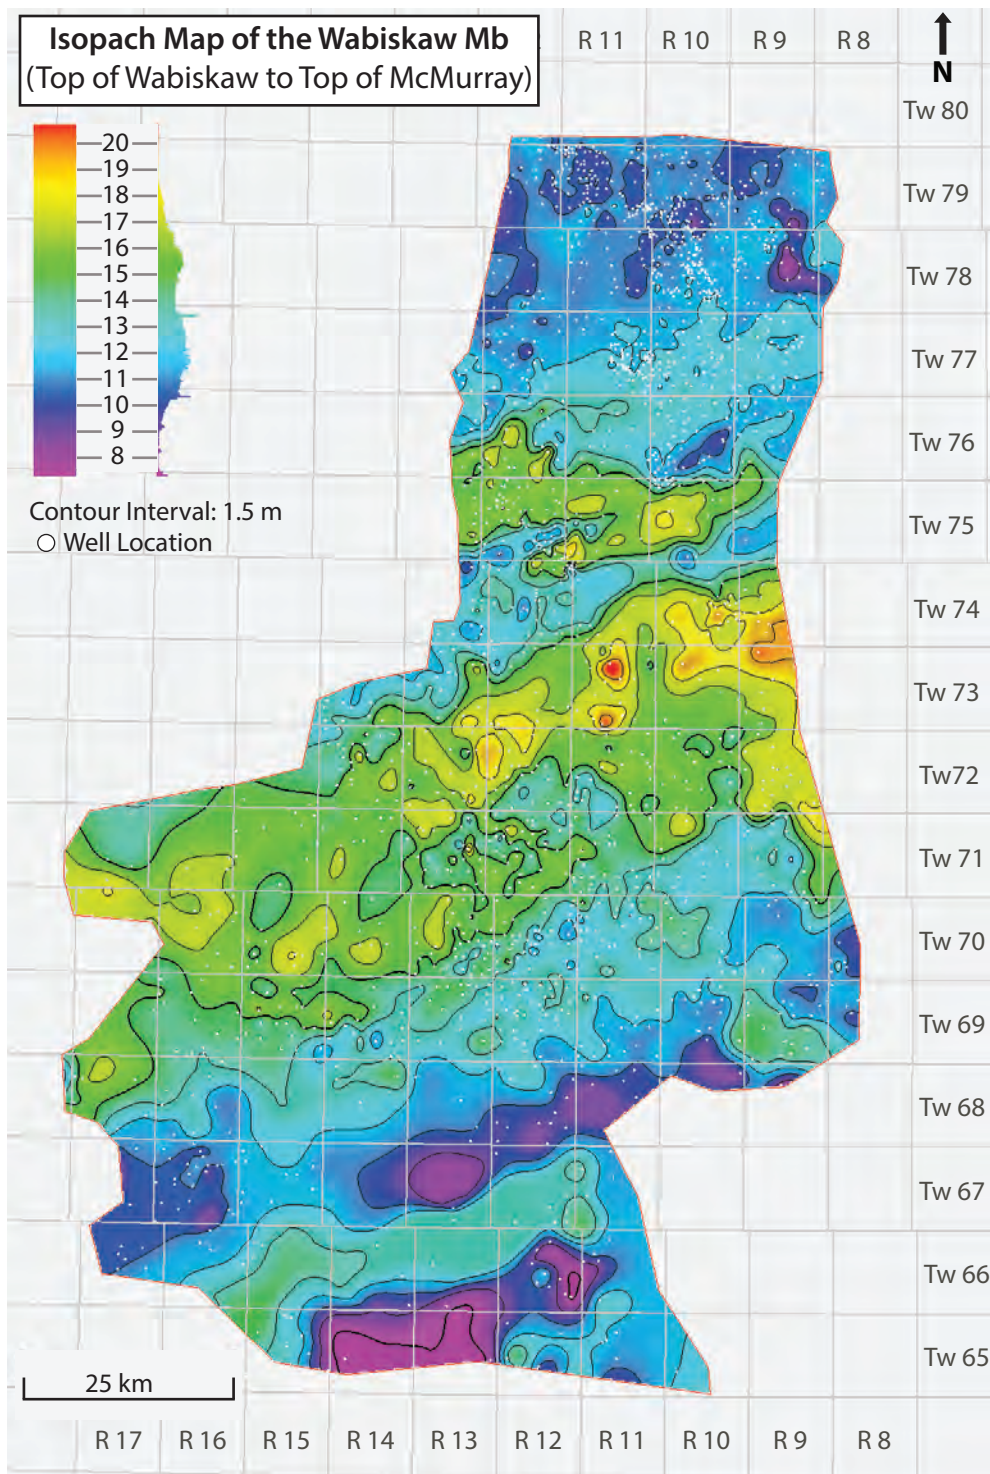 Isopach Map of the Wabiskaw Mb
(Top of Wabiskaw to Top of McMurray)
R 11 R 10 R 9 R 8
N
Tw 80
20
19
18
17
16
15
14
13
12
11
10
9
8
Contour Interval: 1.5 m
Well Location
Tw 79
Tw 78
Tw 77
Tw 76
Tw 75
Tw 74
Tw 73
Tw72
Tw 71
Tw 70
Tw 69
Tw 68
Tw 67
Tw 66
Tw 65
25 km
R 17 R 16 R 15 R 14 R 13 R 12 R 11 R 10 R 9 R 8